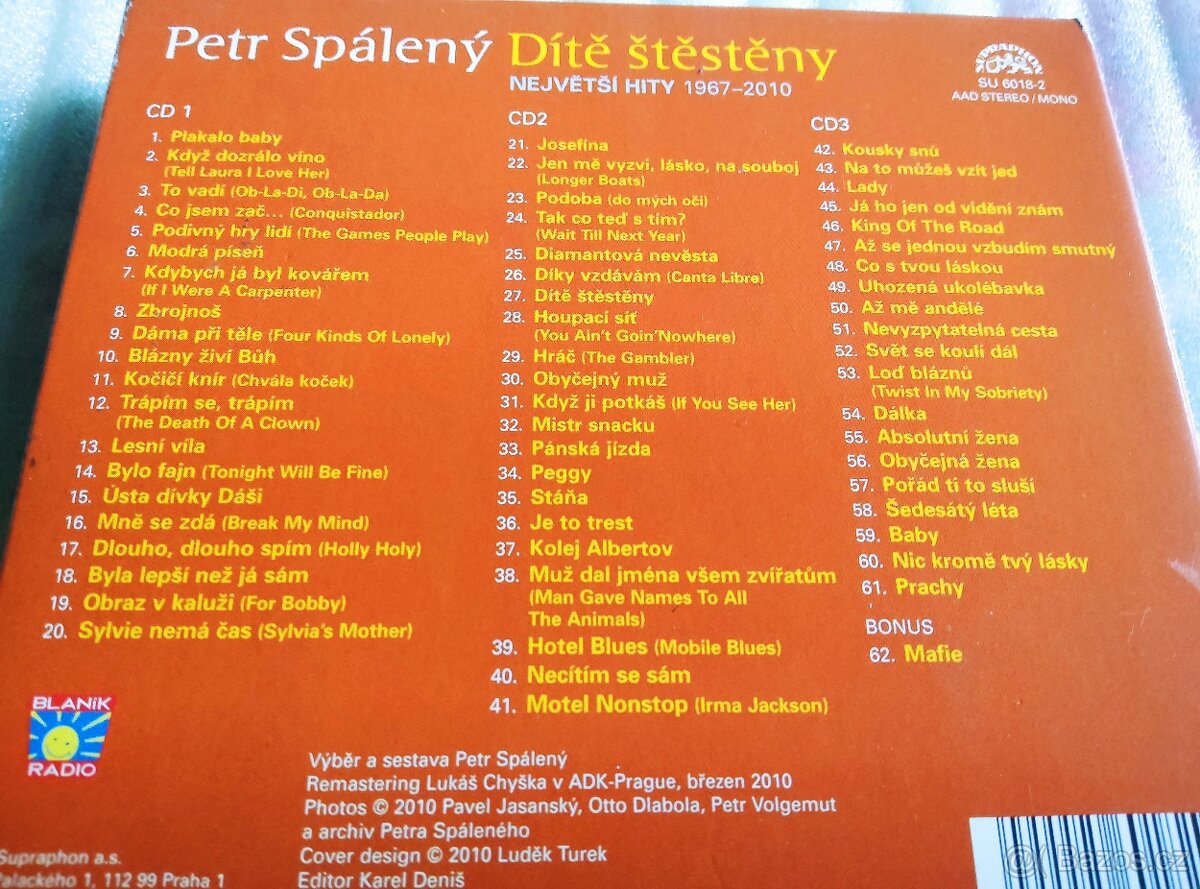 Petr Spálený Dítě štěstěny
NEJVĚTŠÍ HITY 1967–2010
SUPRAPHON
SU 6018-2
AAD STEREO / MONO
CD 1
1. Plakalo baby
2. Když dozrálo víno
(Tell Laura I Love Her)
3. To vadí (Ob-La-Di, Ob-La-Da)
4. Co jsem zač... (Conquistador)
5. Podivný hry lidí (The Games People Play)
6. Modrá píseň
7. Kdybych já byl kovářem
(If I Were A Carpenter)
8. Zbrojnoš
9. Dáma při těle (Four Kinds Of Lonely)
10. Blázny živí Bůh
11. Kočičí knír (Chvála koček)
12. Trápím se, trápím
(The Death Of A Clown)
13. Lesní víla
14. Bylo fajn (Tonight Will Be Fine)
15. Ústa dívky Dáši
16. Mně se zdá (Break My Mind)
17. Dlouho, dlouho spím (Holly Holy)
18. Byla lepší než já sám
19. Obraz v kaluži (For Bobby)
20. Sylvie nemá čas (Sylvia's Mother)
CD2
21. Josefína
22. Jen mě vyzvi, lásko, na souboj
(Longer Boats)
23. Podoba (do mých očí)
24. Tak co teď s tím?
(Wait Till Next Year)
25. Diamantová nevěsta
26. Díky vzdávám (Canta Libre)
27. Dítě štěstěny
28. Houpací síť
(You Ain't Goin'Nowhere)
29. Hráč (The Gambler)
30. Obyčejný muž
31. Když ji potkáš (If You See Her)
32. Mistr snacku
33. Pánská jízda
34. Peggy
35. Stáňa
36. Je to trest
37. Kolej Albertov
38. Muž dal jména všem zvířatům
(Man Gave Names To All
The Animals)
39. Hotel Blues (Mobile Blues)
40. Necítím se sám
41. Motel Nonstop (Irma Jackson)
CD3
42. Kousky snů
43. Na to můžeš vzít jed
44. Lady
45. Já ho jen od vidění znám
46. King Of The Road
47. Až se jednou vzbudím smutný
48. Co s tvou láskou
49. Uhozená ukolébavka
50. Až mě andělé
51. Nevyzpytatelná cesta
52. Svět se koulí dál
53. Loď bláznů
(Twist In My Sobriety)
54. Dálka
55. Absolutní žena
56. Obyčejná žena
57. Pořád ti to sluší
58. Šedesátý léta
59. Baby
60. Nic kromě tvý lásky
61. Prachy
BONUS
62. Mafie
BLANíK
RADIO
Výběr a sestava Petr Spálený
Remastering Lukáš Chyška v ADK-Prague, březen 2010
Photos © 2010 Pavel Jasanský, Otto Dlabola, Petr Volgemut
a archiv Petra Spáleného
Cover design © 2010 Luděk Turek
Editor Karel Deniš
Supraphon a.s.
Palackého 1, 112 99 Praha 1
Bazos.cz